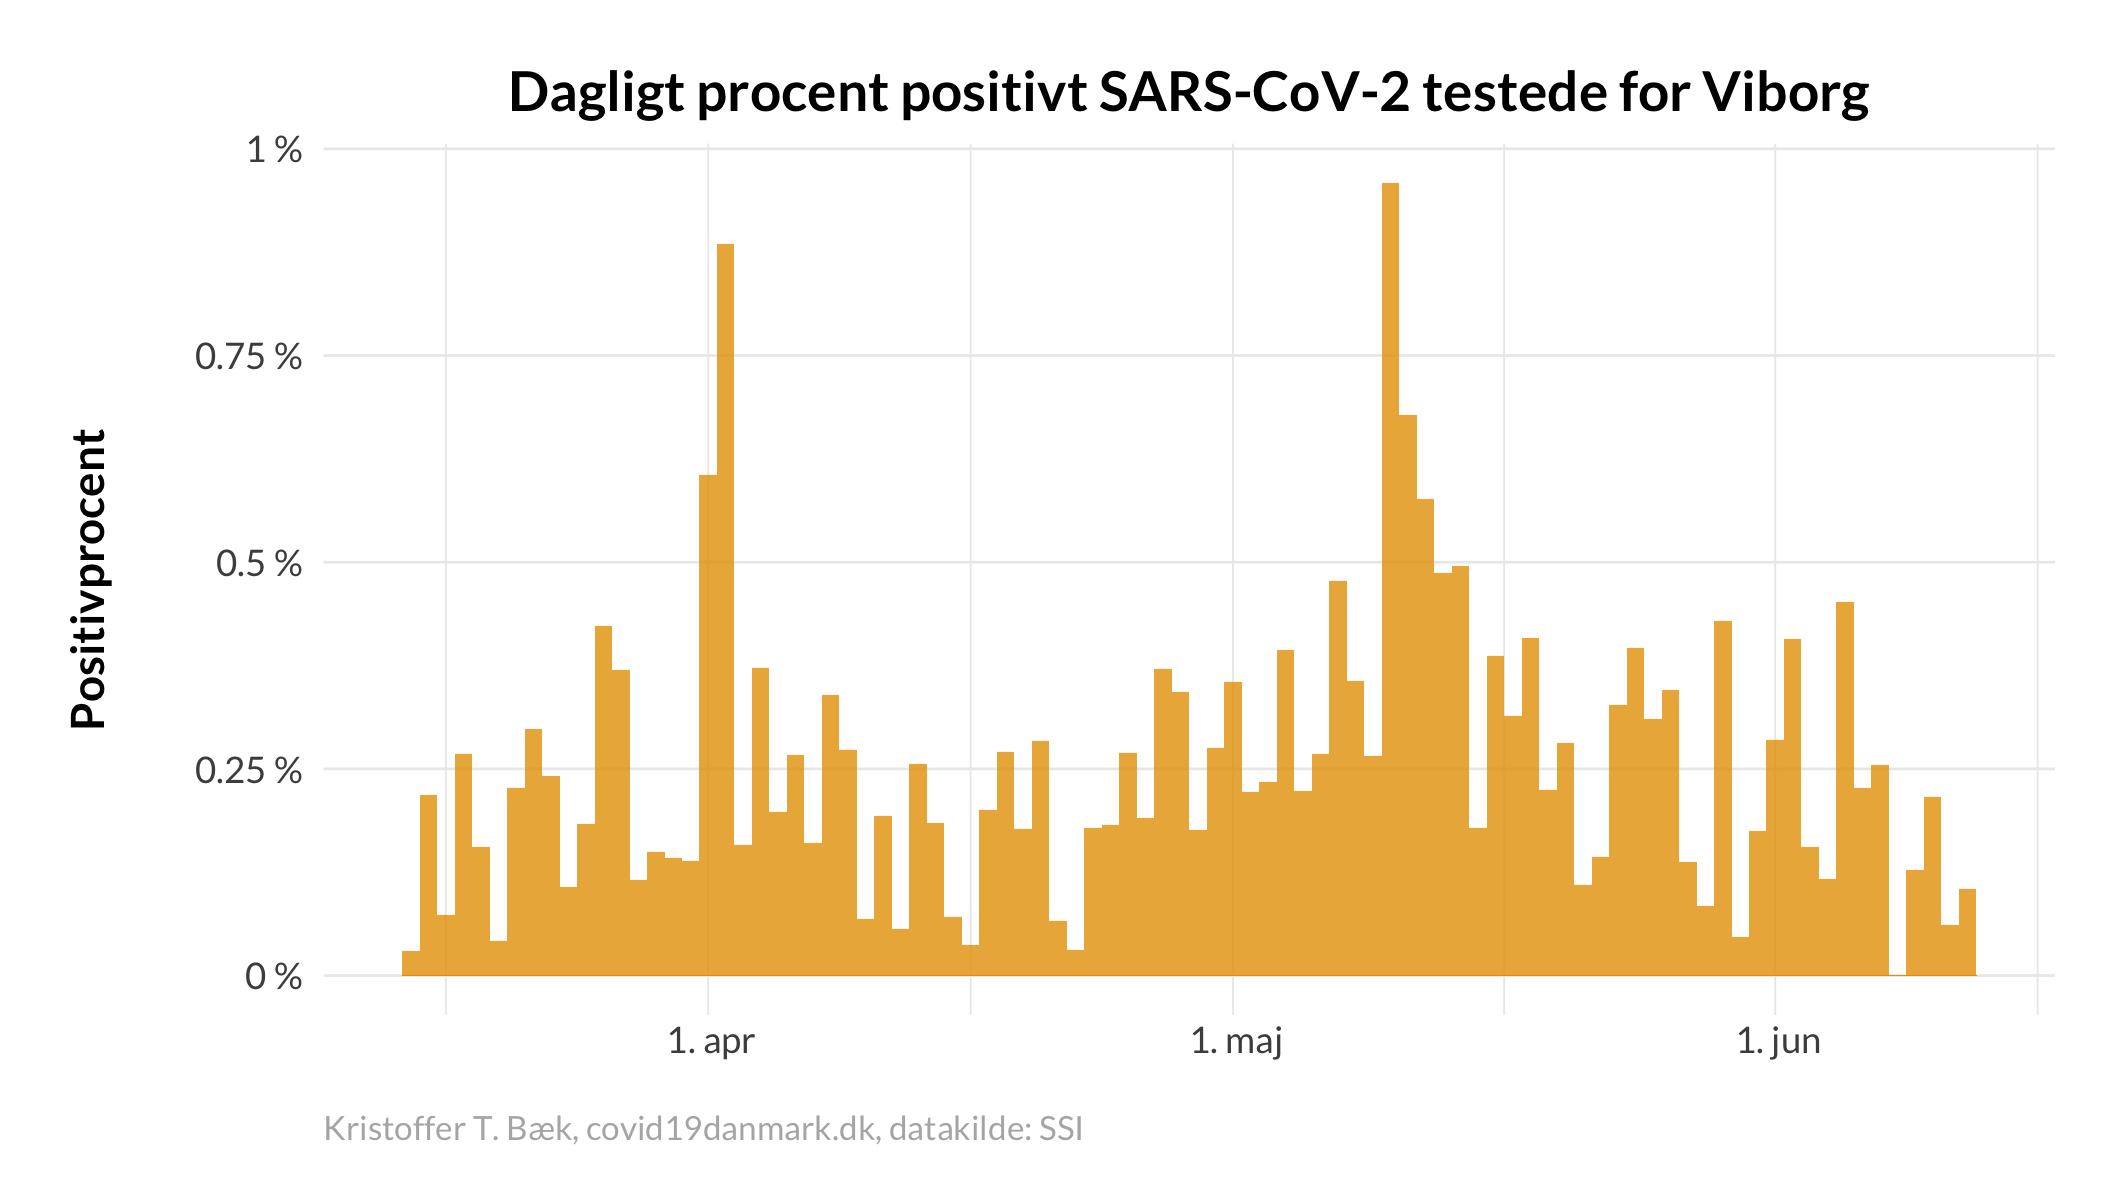 Dagligt procent positivt SARS-CoV-2 testede for Viborg
Positivprocent
1 %
0.75 %
0.5 %
0.25 %
0 %
1. apr
1. maj
1. jun
Kristoffer T. Bæk, covid19danmark.dk, datakilde: SSI